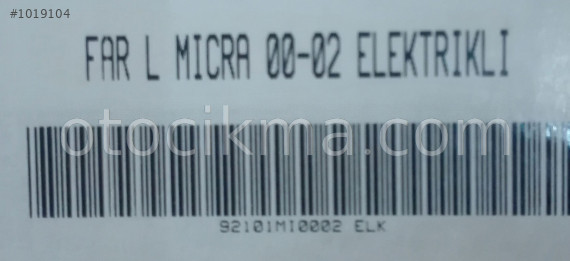 #1019104
FAR L MICRA 00-02 ELEKTRIKLI
otocikma.com
92101MI0002 ELK